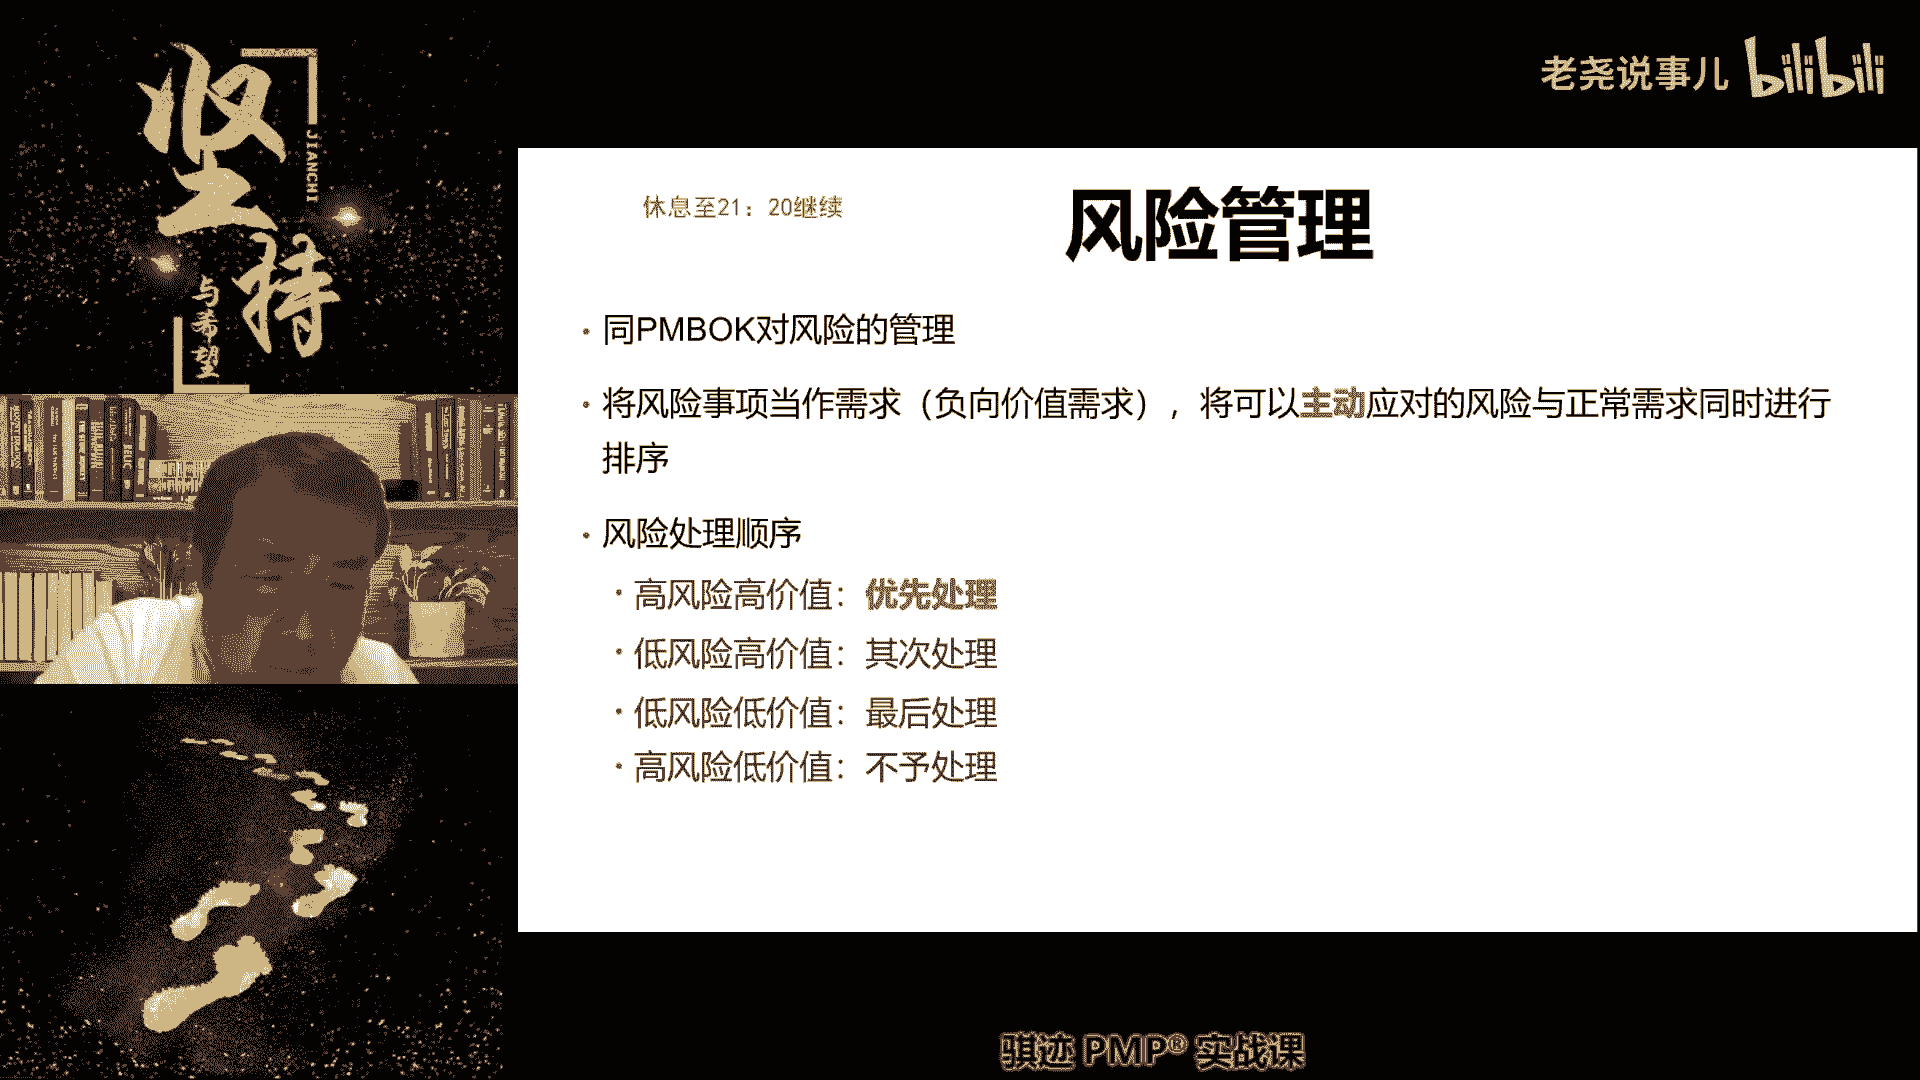 坚持
JIANCHI
与希望
老尧说事儿 bilibili
休息至21：20继续
风险管理
·同PMBOK对风险的管理
·将风险事项当作需求（负向价值需求），将可以主动应对的风险与正常需求同时进行
排序
·风险处理顺序
·高风险高价值：优先处理
·低风险高价值：其次处理
·低风险低价值：最后处理
·高风险低价值：不予处理
骐迹 PMP® 实战课